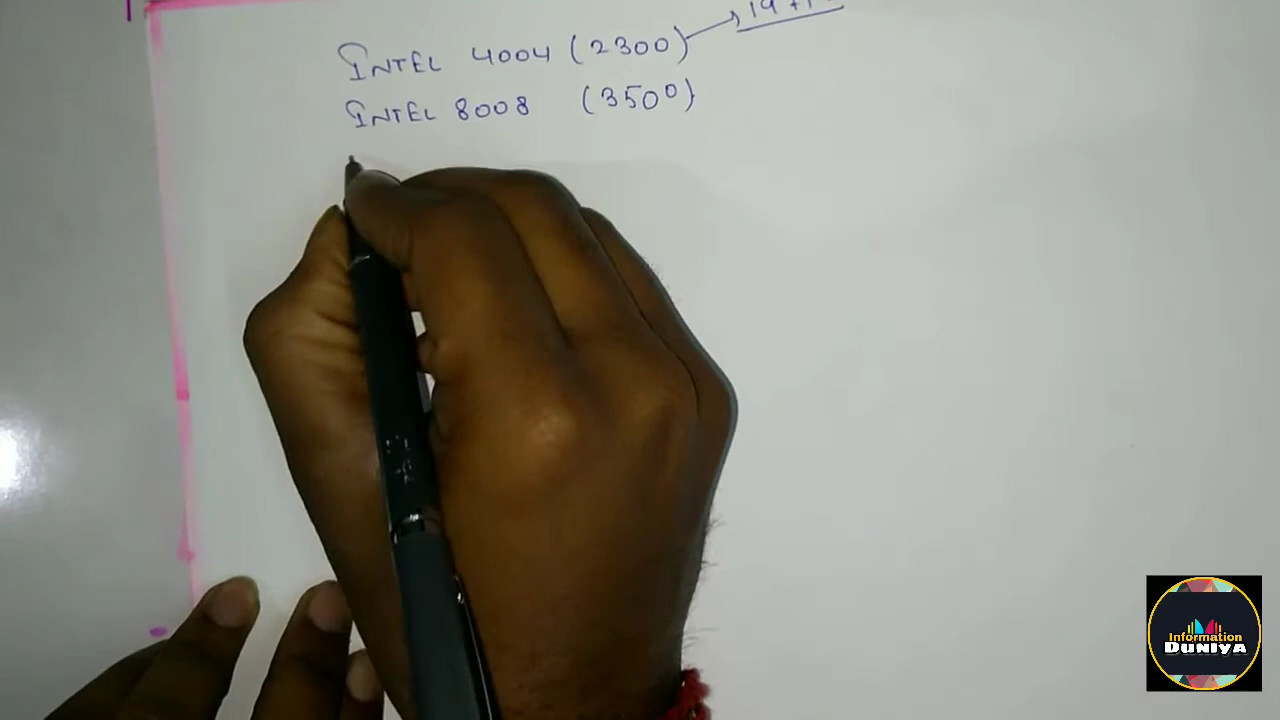 INTEL 4004 (2300)
INTEL 8008 (3500)
Information
DUNIYA